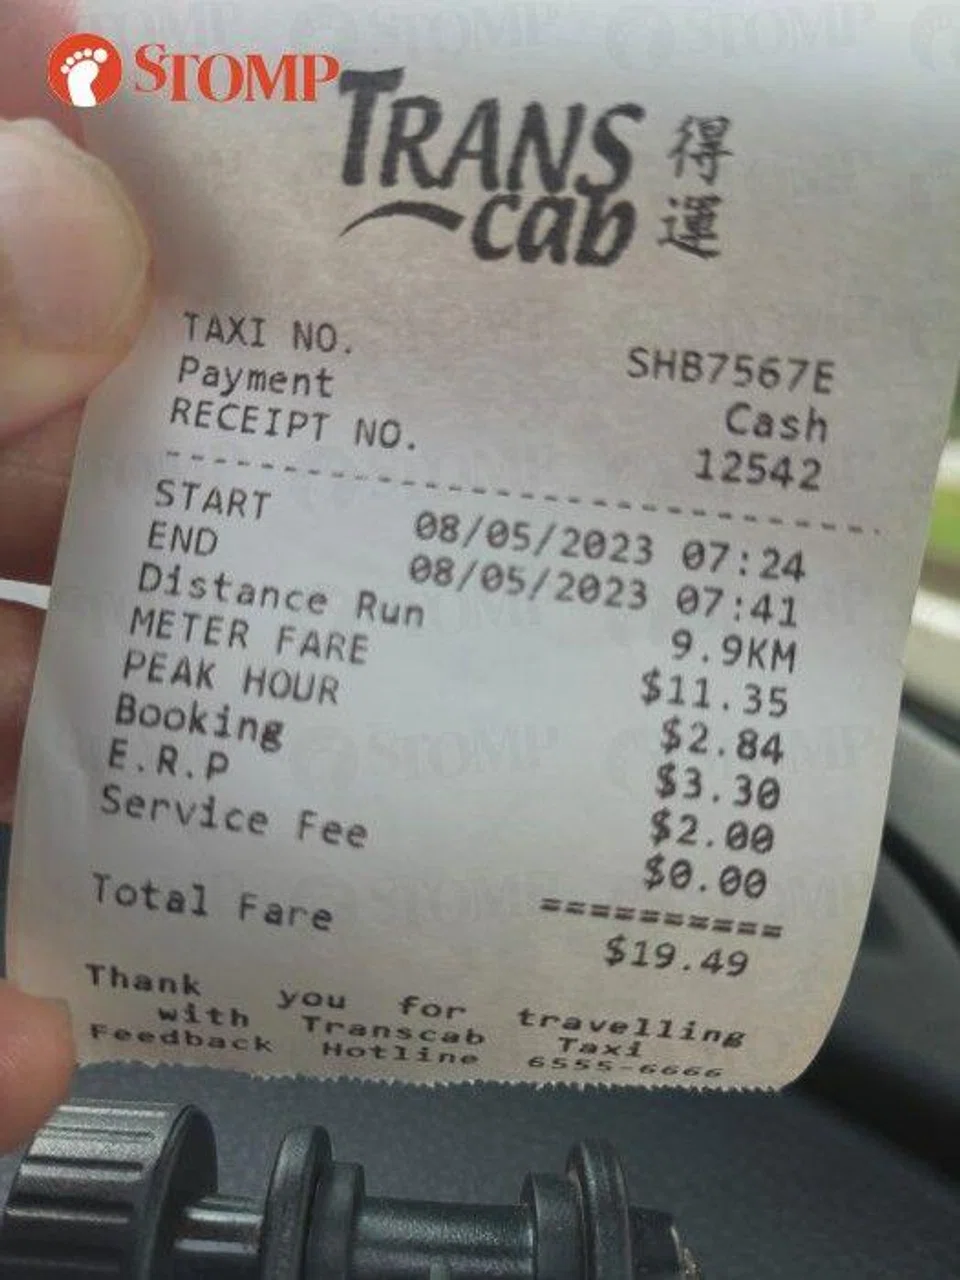 STOMP
TRANS 得
cab 運
TAXI NO. SHB7567E
Payment Cash
RECEIPT NO. 12542
--------------------------------
START 08/05/2023 07:24
END 08/05/2023 07:41
Distance Run 9.9KM
METER FARE $11.35
PEAK HOUR $2.84
Booking $3.30
E.R.P $2.00
Service Fee $0.00
==========
Total Fare $19.49
Thank you for travelling
with Transcab Taxi
Feedback Hotline 6555-6666